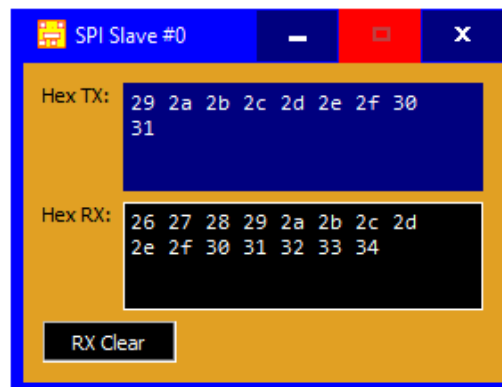 SPI Slave #0
Hex TX:
29 2a 2b 2c 2d 2e 2f 30
31
Hex RX:
26 27 28 29 2a 2b 2c 2d
2e 2f 30 31 32 33 34
RX Clear